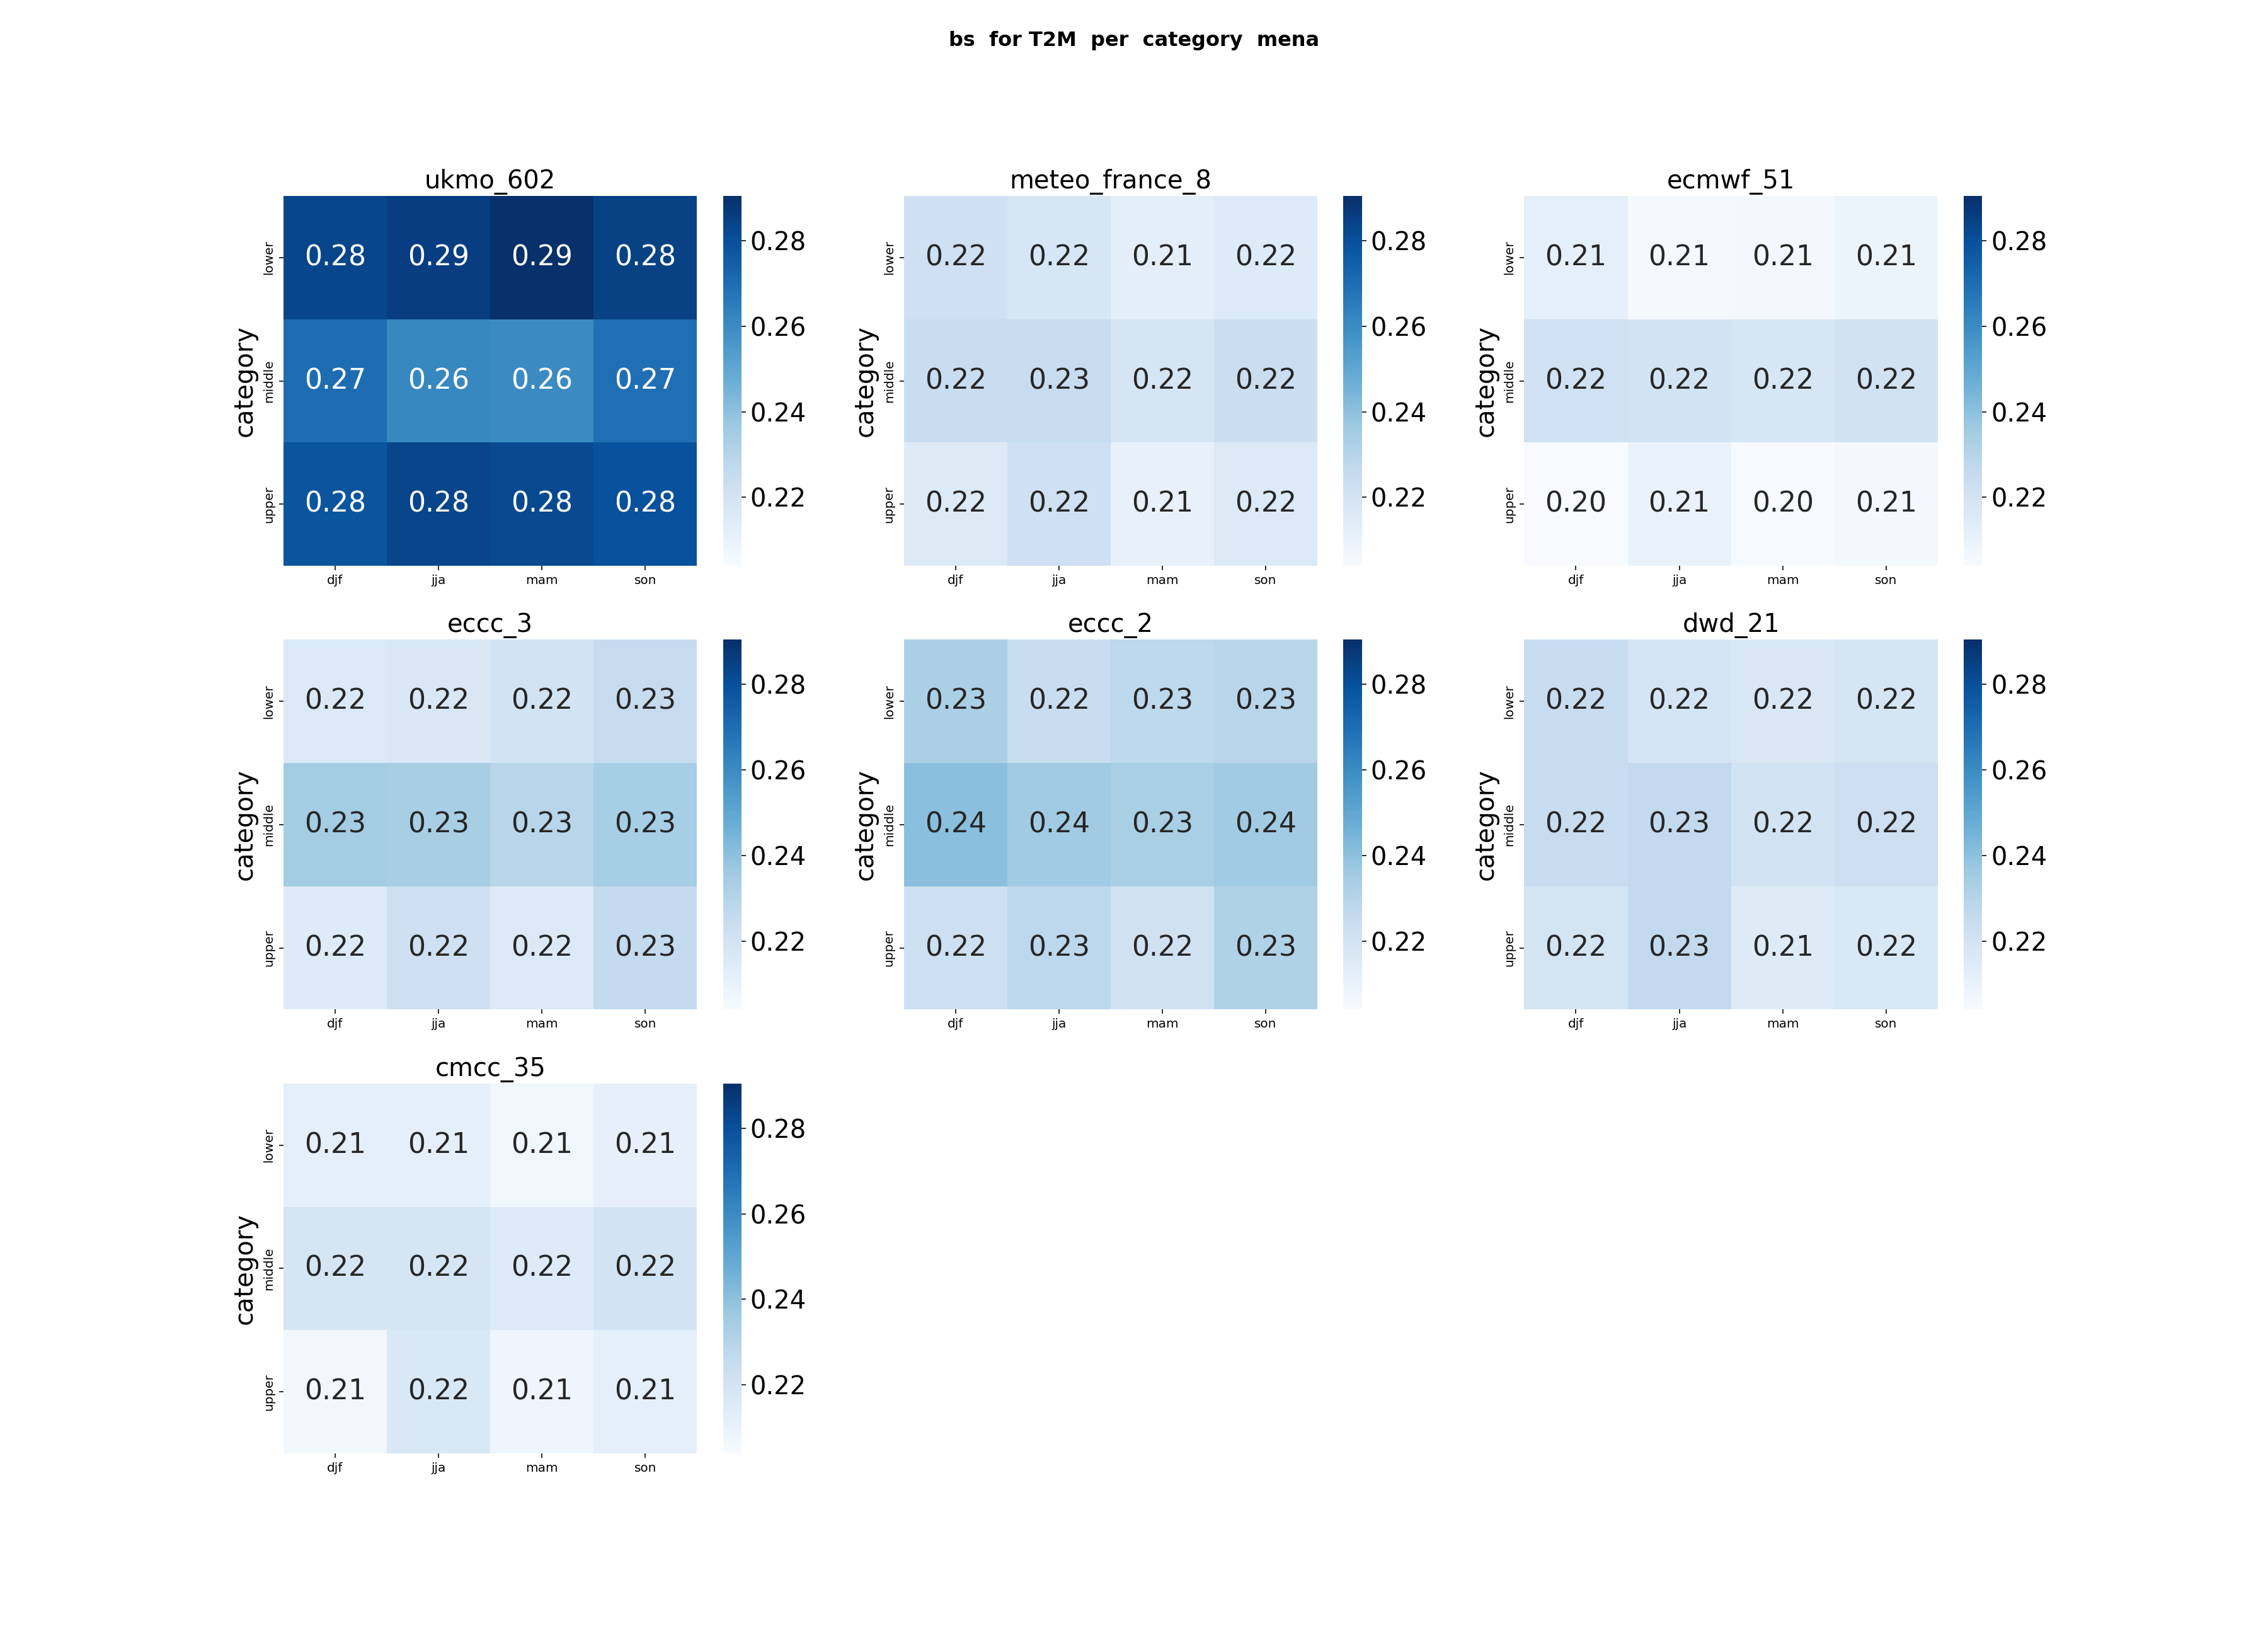 bs for T2M per category mena
ukmo_602 meteo_france_8 ecmwf_51
category lower 0.28 0.29 0.29 0.28 0.28 category lower 0.22 0.22 0.21 0.22 0.28 category lower 0.21 0.21 0.21 0.21 0.28
0.26 0.26 0.26
middle 0.27 0.26 0.26 0.27 middle 0.22 0.23 0.22 0.22 middle 0.22 0.22 0.22 0.22
0.24 0.24 0.24
upper 0.28 0.28 0.28 0.28 0.22 upper 0.22 0.22 0.21 0.22 0.22 upper 0.20 0.21 0.20 0.21 0.22
djf jja mam son djf jja mam son djf jja mam son
eccc_3 eccc_2 dwd_21
category lower 0.22 0.22 0.22 0.23 0.28 category lower 0.23 0.22 0.23 0.23 0.28 category lower 0.22 0.22 0.22 0.22 0.28
0.26 0.26 0.26
middle 0.23 0.23 0.23 0.23 middle 0.24 0.24 0.23 0.24 middle 0.22 0.23 0.22 0.22
0.24 0.24 0.24
upper 0.22 0.22 0.22 0.23 0.22 upper 0.22 0.23 0.22 0.23 0.22 upper 0.22 0.23 0.21 0.22 0.22
djf jja mam son djf jja mam son djf jja mam son
cmcc_35
category lower 0.21 0.21 0.21 0.21 0.28
0.26
middle 0.22 0.22 0.22 0.22
0.24
upper 0.21 0.22 0.21 0.21 0.22
djf jja mam son